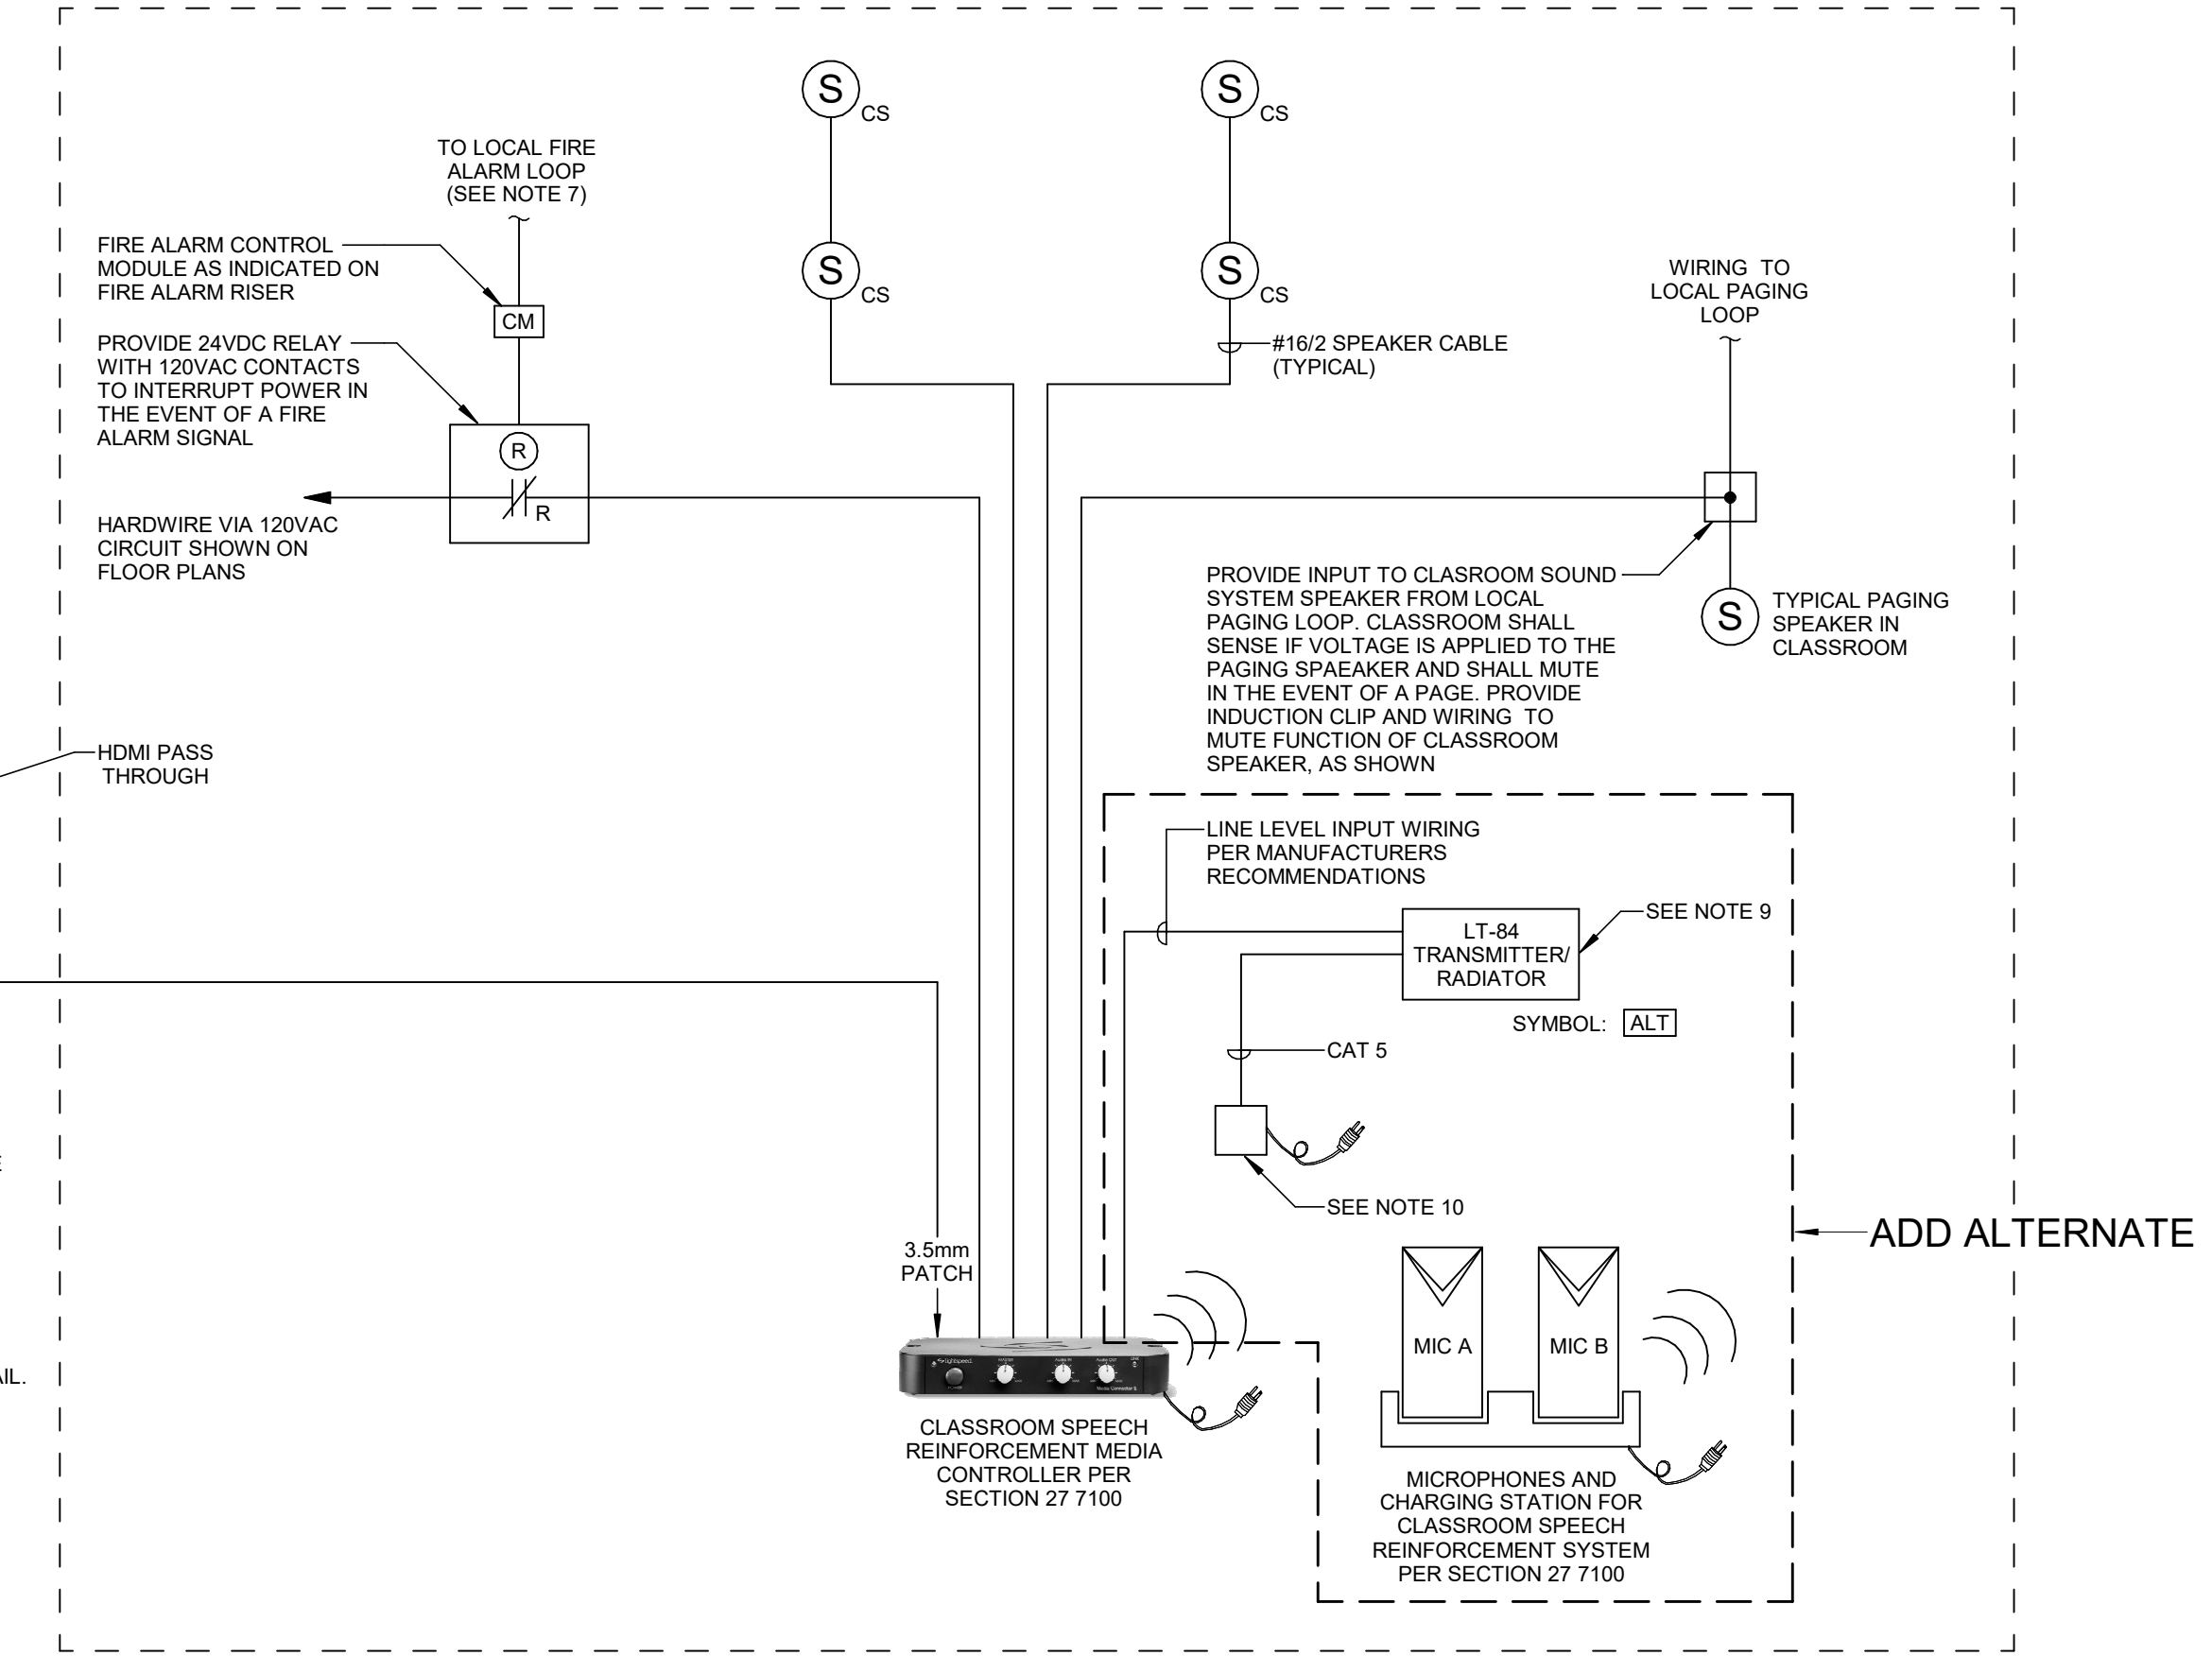 S
CS
S
CS
TO LOCAL FIRE
ALARM LOOP
(SEE NOTE 7)
FIRE ALARM CONTROL
MODULE AS INDICATED ON
FIRE ALARM RISER
CM
S
CS
S
CS
#16/2 SPEAKER CABLE
(TYPICAL)
WIRING TO
LOCAL PAGING
LOOP
PROVIDE 24VDC RELAY
WITH 120VAC CONTACTS
TO INTERRUPT POWER IN
THE EVENT OF A FIRE
ALARM SIGNAL
R
R
HARDWIRE VIA 120VAC
CIRCUIT SHOWN ON
FLOOR PLANS
PROVIDE INPUT TO CLASROOM SOUND
SYSTEM SPEAKER FROM LOCAL
PAGING LOOP. CLASSROOM SHALL
SENSE IF VOLTAGE IS APPLIED TO THE
PAGING SPAEAKER AND SHALL MUTE
IN THE EVENT OF A PAGE. PROVIDE
INDUCTION CLIP AND WIRING TO
MUTE FUNCTION OF CLASSROOM
SPEAKER, AS SHOWN
S
TYPICAL PAGING
SPEAKER IN
CLASSROOM
HDMI PASS
THROUGH
LINE LEVEL INPUT WIRING
PER MANUFACTURERS
RECOMMENDATIONS
LT-84
TRANSMITTER/
RADIATOR
SEE NOTE 9
SYMBOL: ALT
CAT 5
SEE NOTE 10
ADD ALTERNATE
3.5mm
PATCH
MIC A
MIC B
lightspeed
MASTER
Audio IN
Audio OUT
AIL.
CLASSROOM SPEECH
REINFORCEMENT MEDIA
CONTROLLER PER
SECTION 27 7100
MICROPHONES AND
CHARGING STATION FOR
CLASSROOM SPEECH
REINFORCEMENT SYSTEM
PER SECTION 27 7100